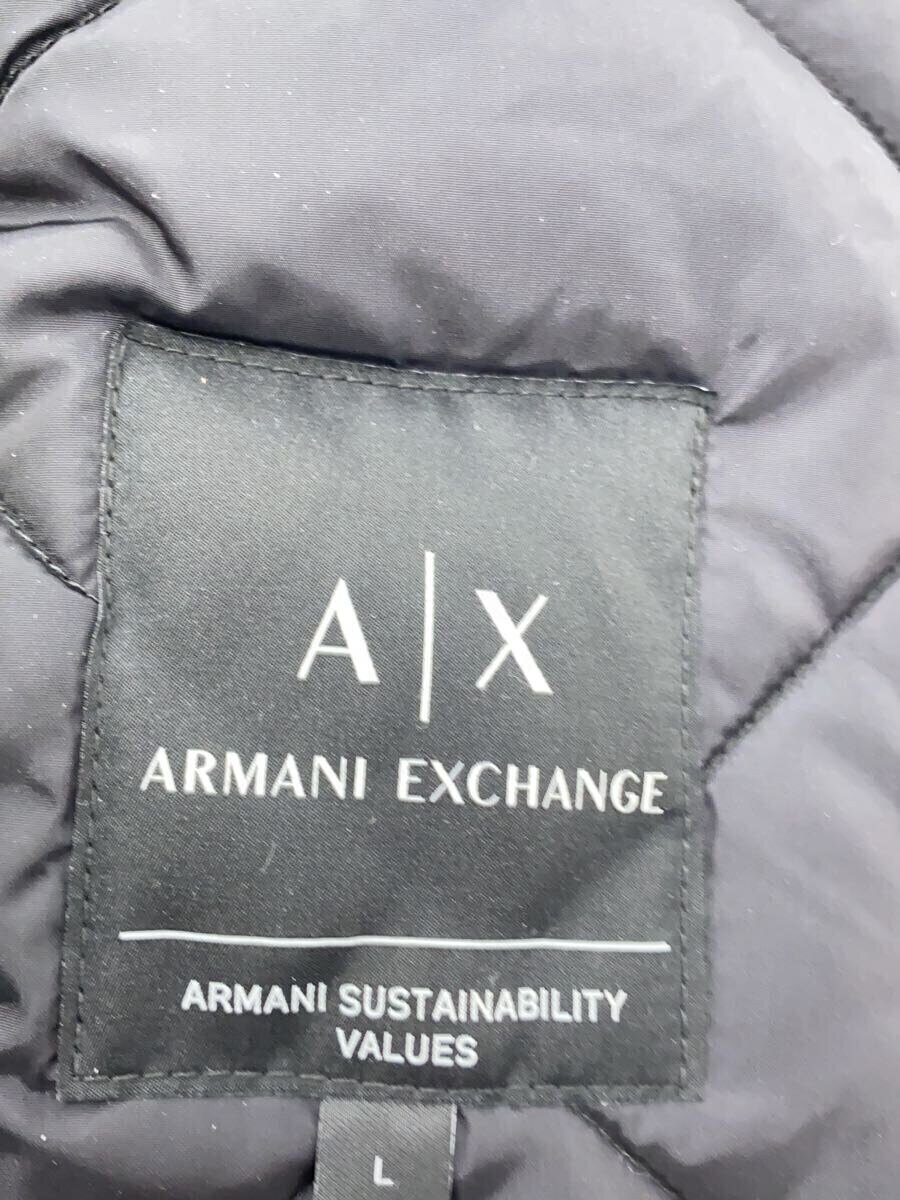 A|X
ARMANI EXCHANGE
ARMANI SUSTAINABILITY
VALUES
L